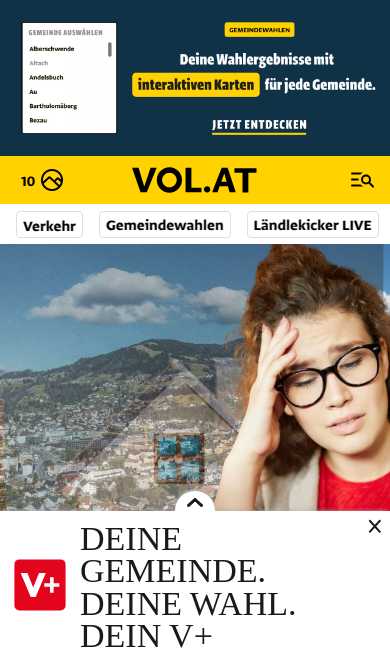 GEMEINDE AUSWÄHLEN
Alberschwende
Altach
Andelsbuch
Au
Bartholomäberg
Bezau
GEMEINDEWAHLEN
Deine Wahlergebnisse mit
interaktiven Karten für jede Gemeinde.
JETZT ENTDECKEN
10
VOL.AT
Verkehr
Gemeindewahlen
Ländlekicker LIVE
V+
DEINE
GEMEINDE.
DEINE WAHL.
DEIN V+